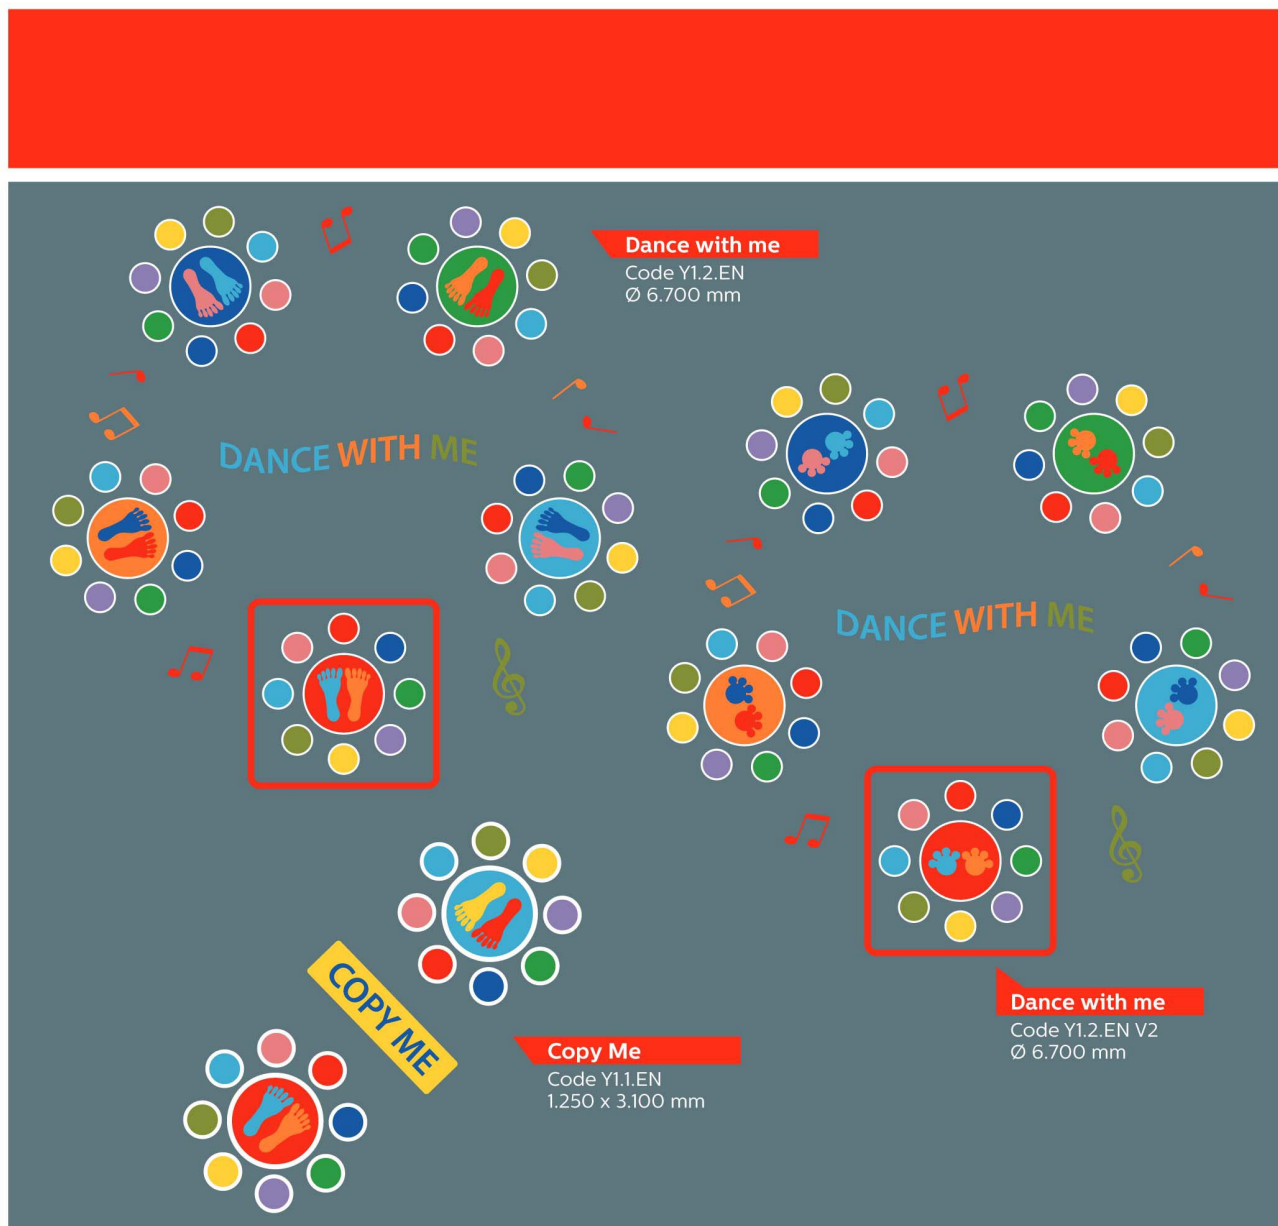 Dance with me
Code Y1.2.EN
Ø 6.700 mm
DANCE WITH ME
DANCE WITH ME
COPY ME
Copy Me
Code Y1.1.EN
1.250 x 3.100 mm
Dance with me
Code Y1.2.EN V2
Ø 6.700 mm